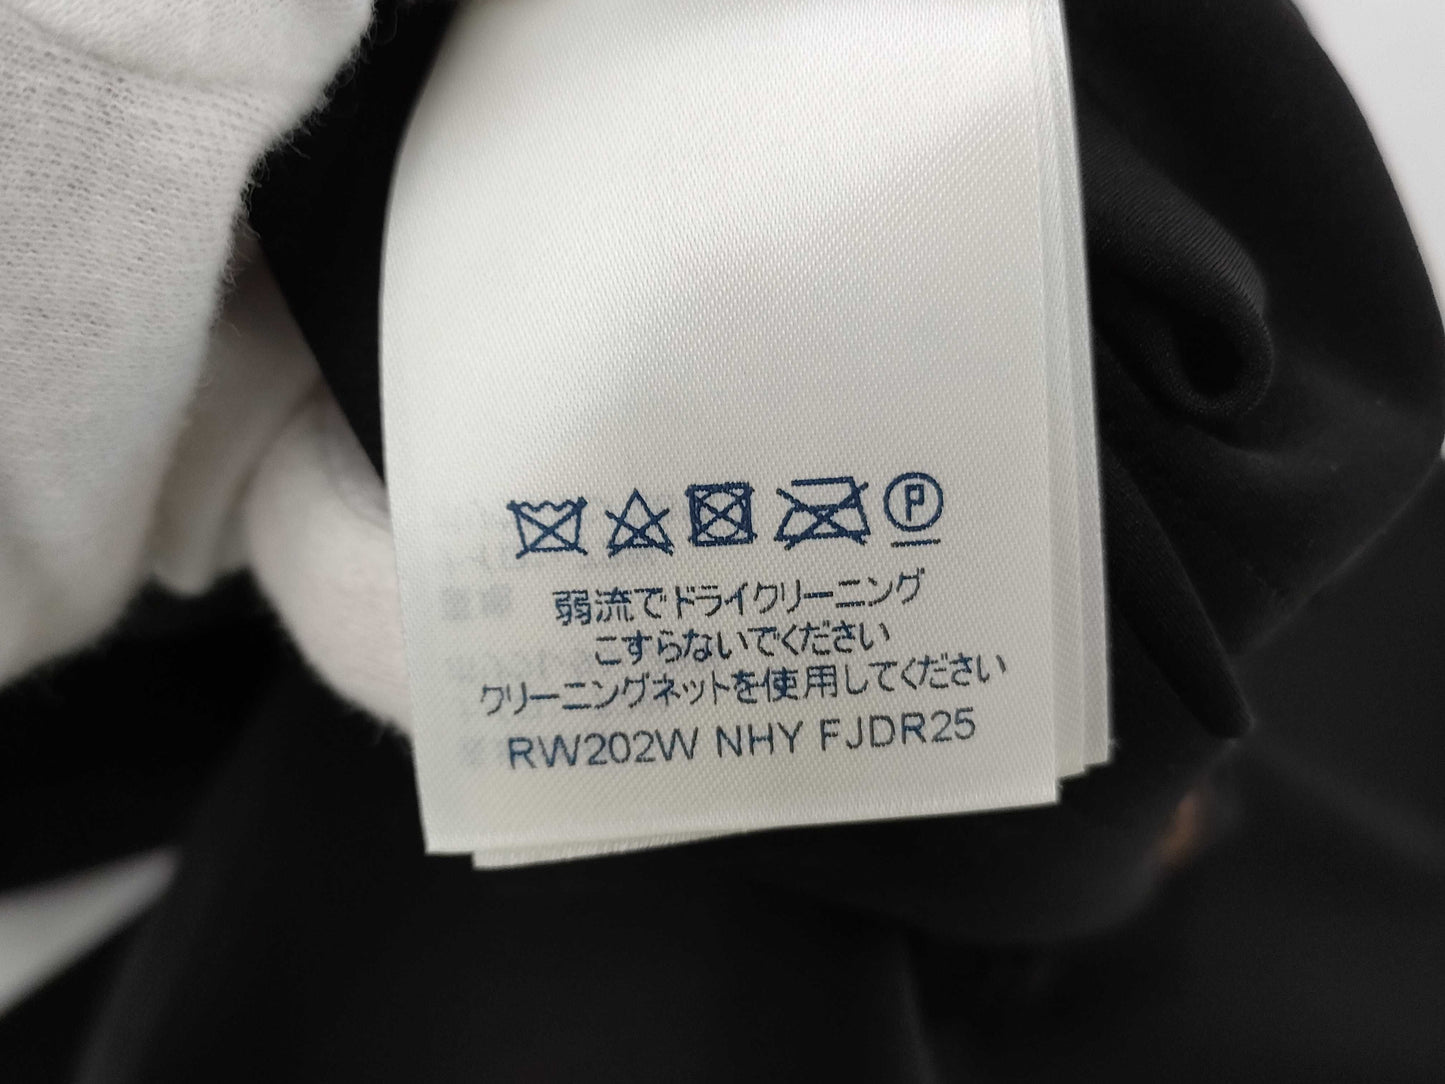 P
弱流でドライクリーニング
こすらないでください
クリーニングネットを使用してください
RW202W NHY FJDR25